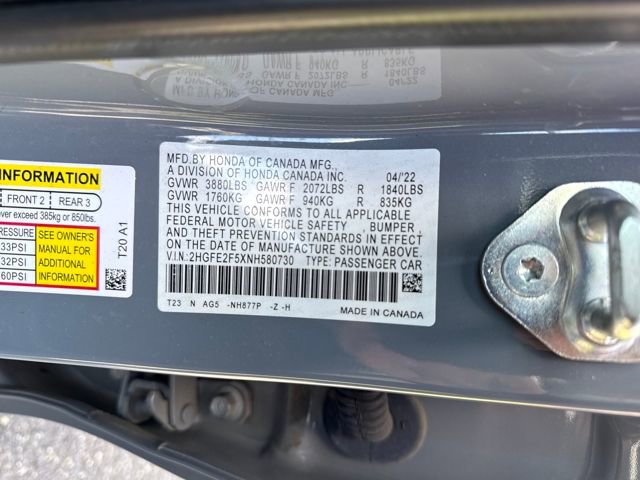 INFORMATION
FRONT 2 REAR 3
ver exceed 385kg or 850lbs.
PRESSURE SEE OWNER'S
33PSI MANUAL FOR
32PSI ADDITIONAL
60PSI INFORMATION
T20 A1
MFD.BY HONDA OF CANADA MFG.,
A DIVISION OF HONDA CANADA INC. 04/'22
GVWR 3880LBS GAWR F 2072LBS R 1840LBS
GVWR 1760KG GAWR F 940KG R 835KG
THIS VEHICLE CONFORMS TO ALL APPLICABLE
FEDERAL MOTOR VEHICLE SAFETY, BUMPER,
AND THEFT PREVENTION STANDARDS IN EFFECT
ON THE DATE OF MANUFACTURE SHOWN ABOVE.
V.I.N.:2HGFE2F5XNH580730 TYPE: PASSENGER CAR
T23 N AG5 -NH877P -Z -H
MADE IN CANADA